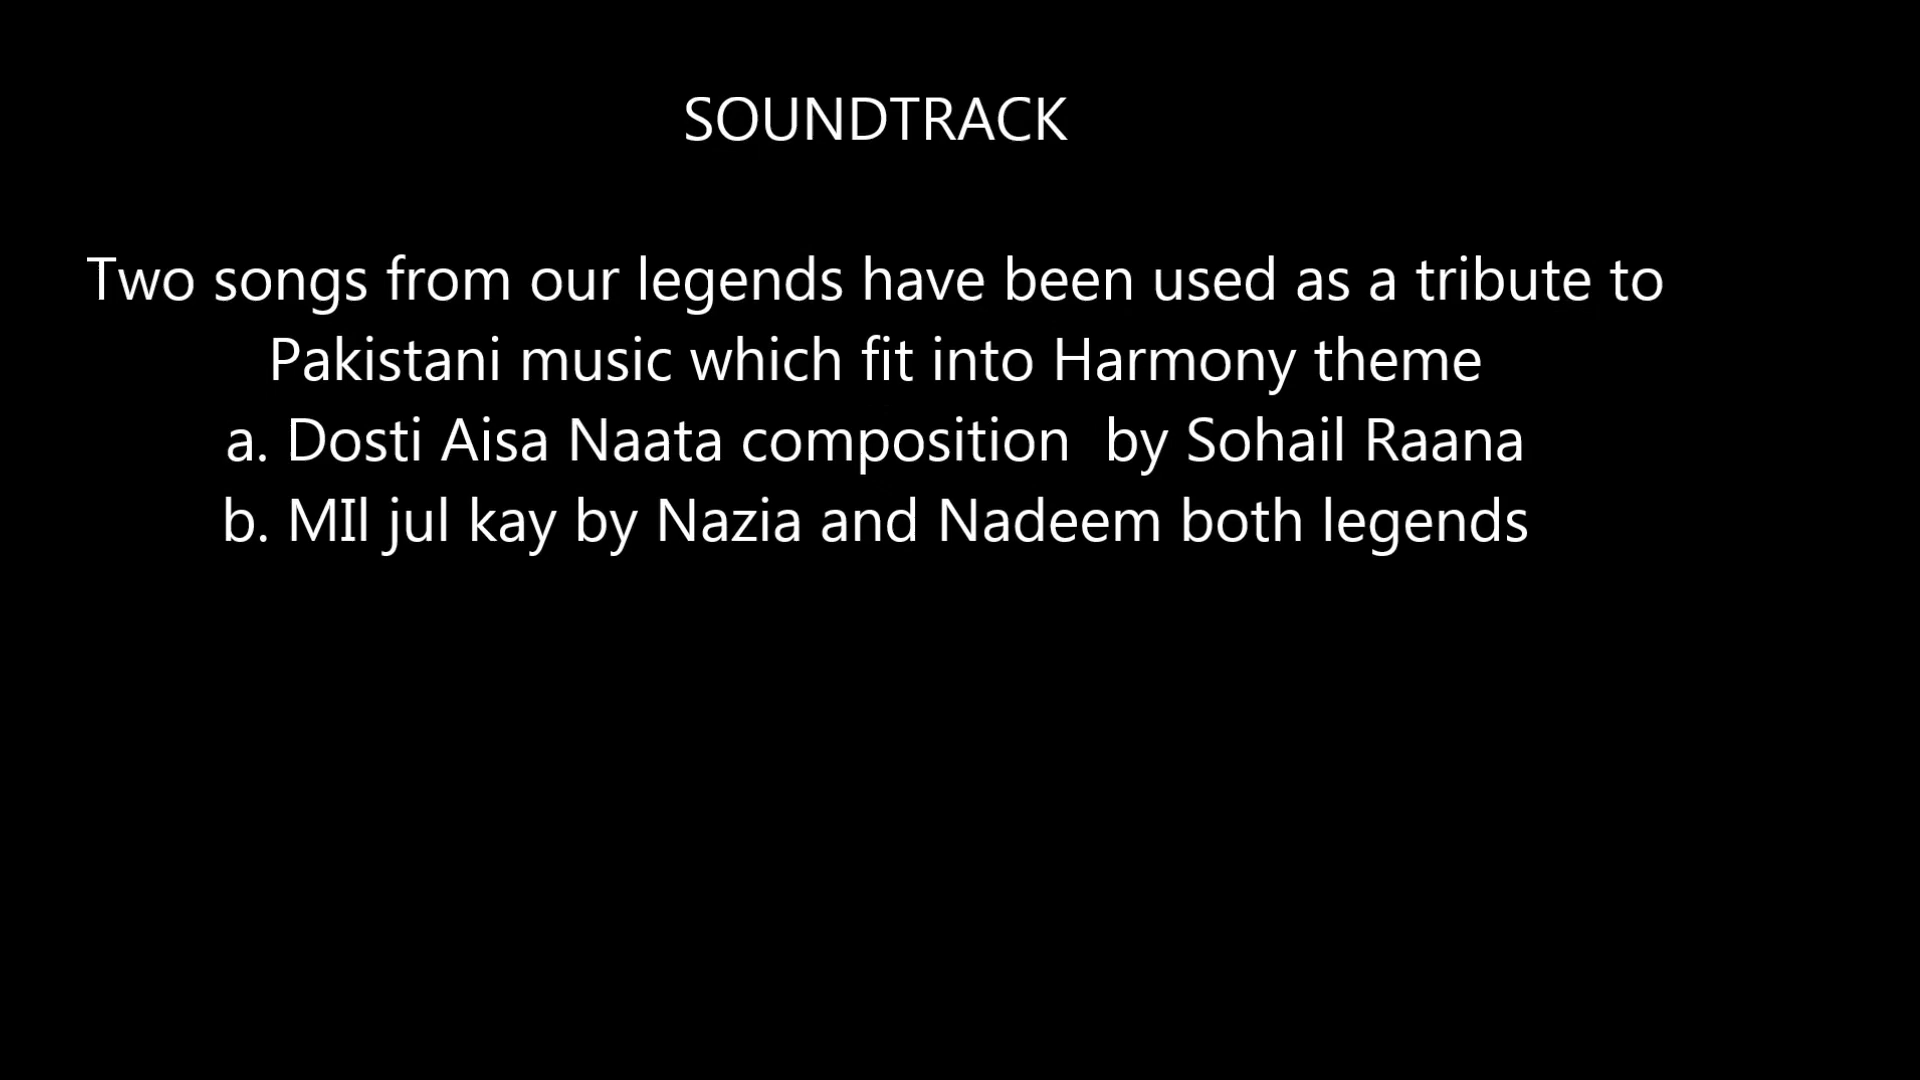 SOUNDTRACK
Two songs from our legends have been used as a tribute to
Pakistani music which fit into Harmony theme
a. Dosti Aisa Naata composition  by Sohail Raana
b. MIl jul kay by Nazia and Nadeem both legends